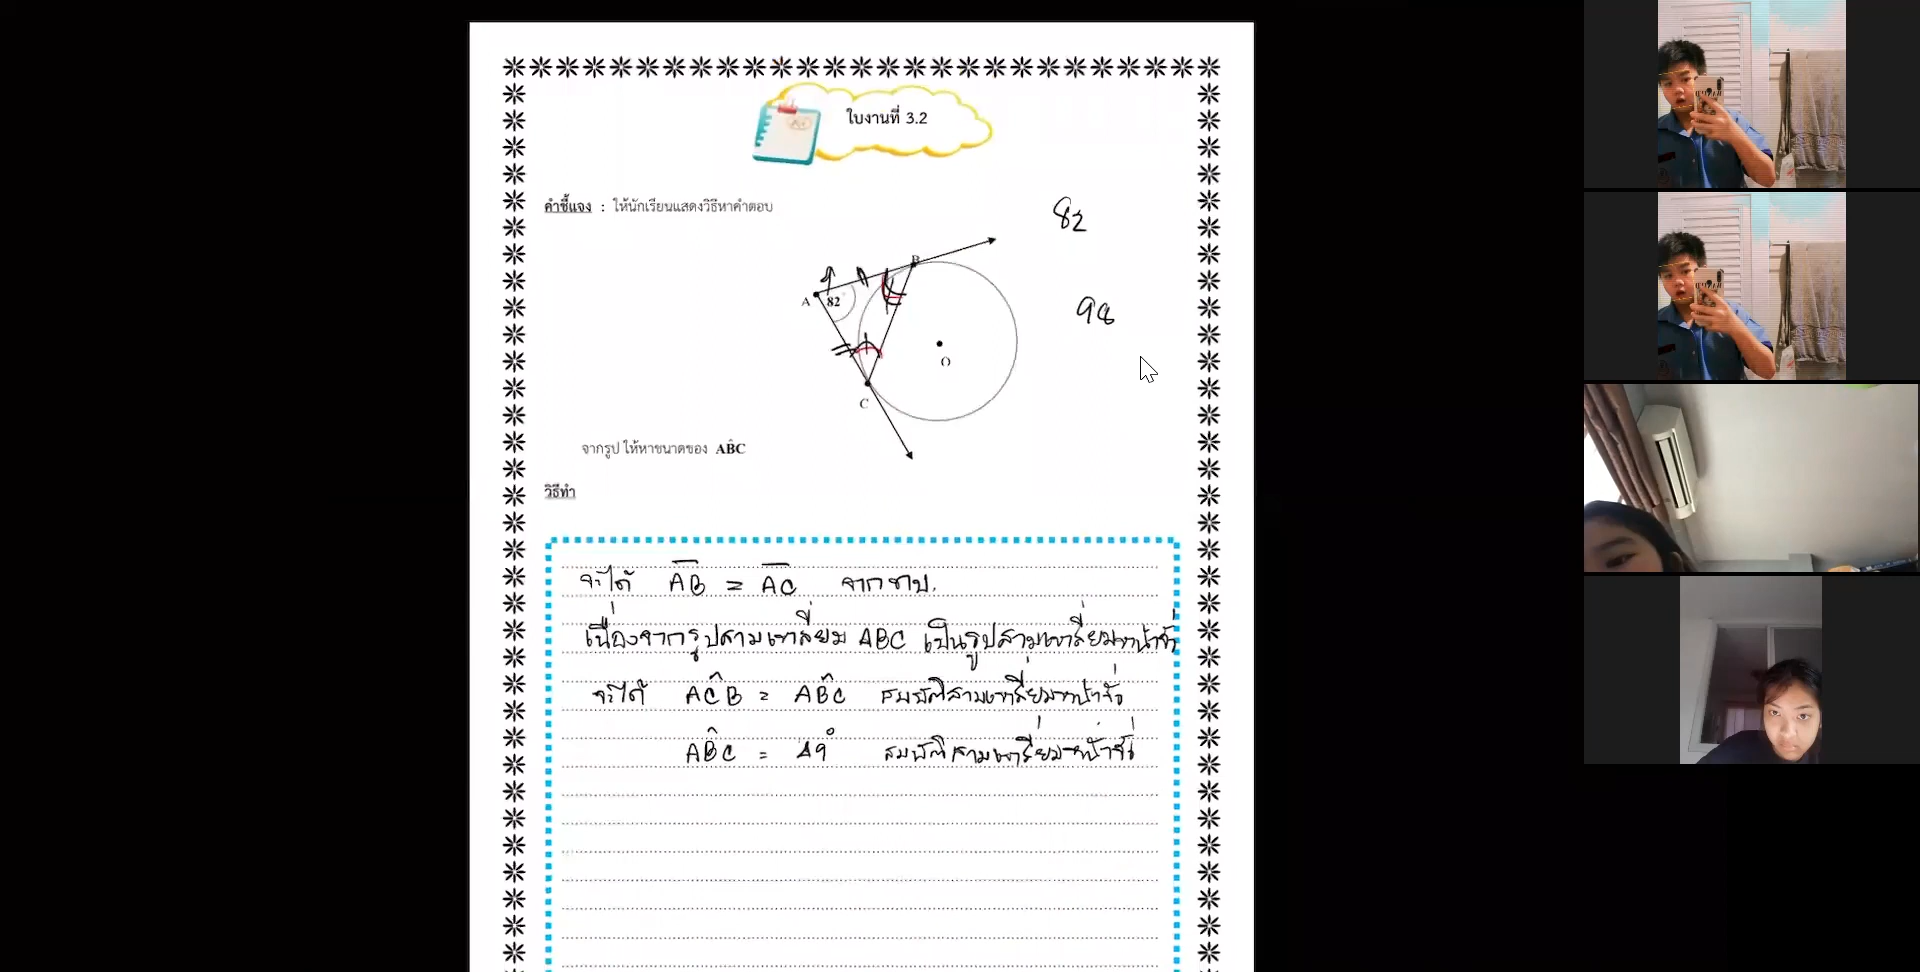 ใบงานที่ 3.2
คำชี้แจง : ให้นักเรียนแสดงวิธีหาคำตอบ
82
B
A 82
98
O
C
จากรูป ให้หาขนาดของ AB̂C
วิธีทำ
จะได้ AB = AC จาก ทบ.
เนื่องจากรูปสามเหลี่ยม ABC เป็นรูปสามเหลี่ยมหน้าจั่ว
จะได้ AĈB = AB̂C สมบัติสามเหลี่ยมหน้าจั่ว
AB̂C = 49° สมบัติสามเหลี่ยมหน้าจั่ว